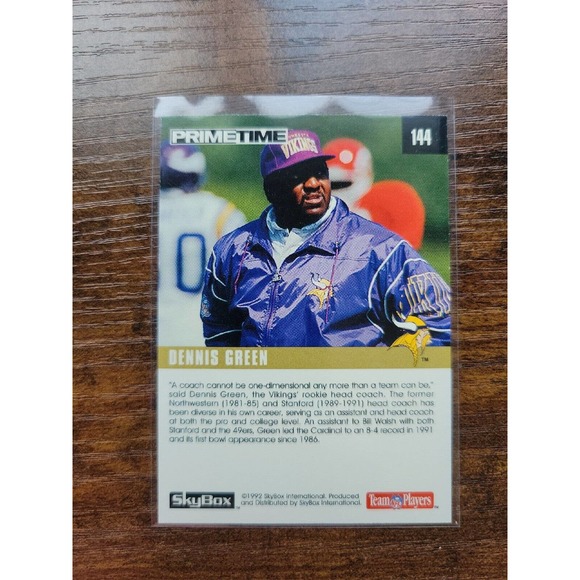 PRIMETIME
144
VIKINGS
DENNIS GREEN
TM
"A coach cannot be one-dimensional any more than a team can be,"
said Dennis Green, the Vikings' rookie head coach. The former
Northwestern (1981-85) and Stanford (1989-1991) head coach has
been diverse in his own career, serving as an assistant and head coach
at both the pro and college level. An assistant to Bill Walsh with both
Stanford and the 49ers, Green led the Cardinal to an 8-4 record in 1991
and its first bowl appearance since 1986.
SKYBOX
©1992 SkyBox International. Produced
and Distributed by SkyBox International.
Team NFL Players